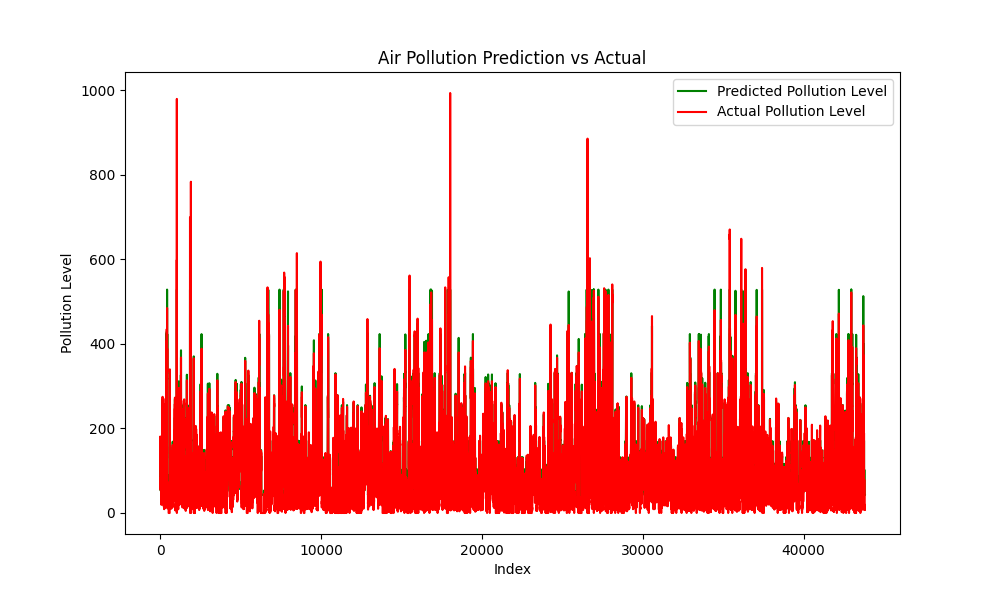 Air Pollution Prediction vs Actual
Predicted Pollution Level
Actual Pollution Level
1000
800
600
400
200
0
Pollution Level
0 10000 20000 30000 40000
Index